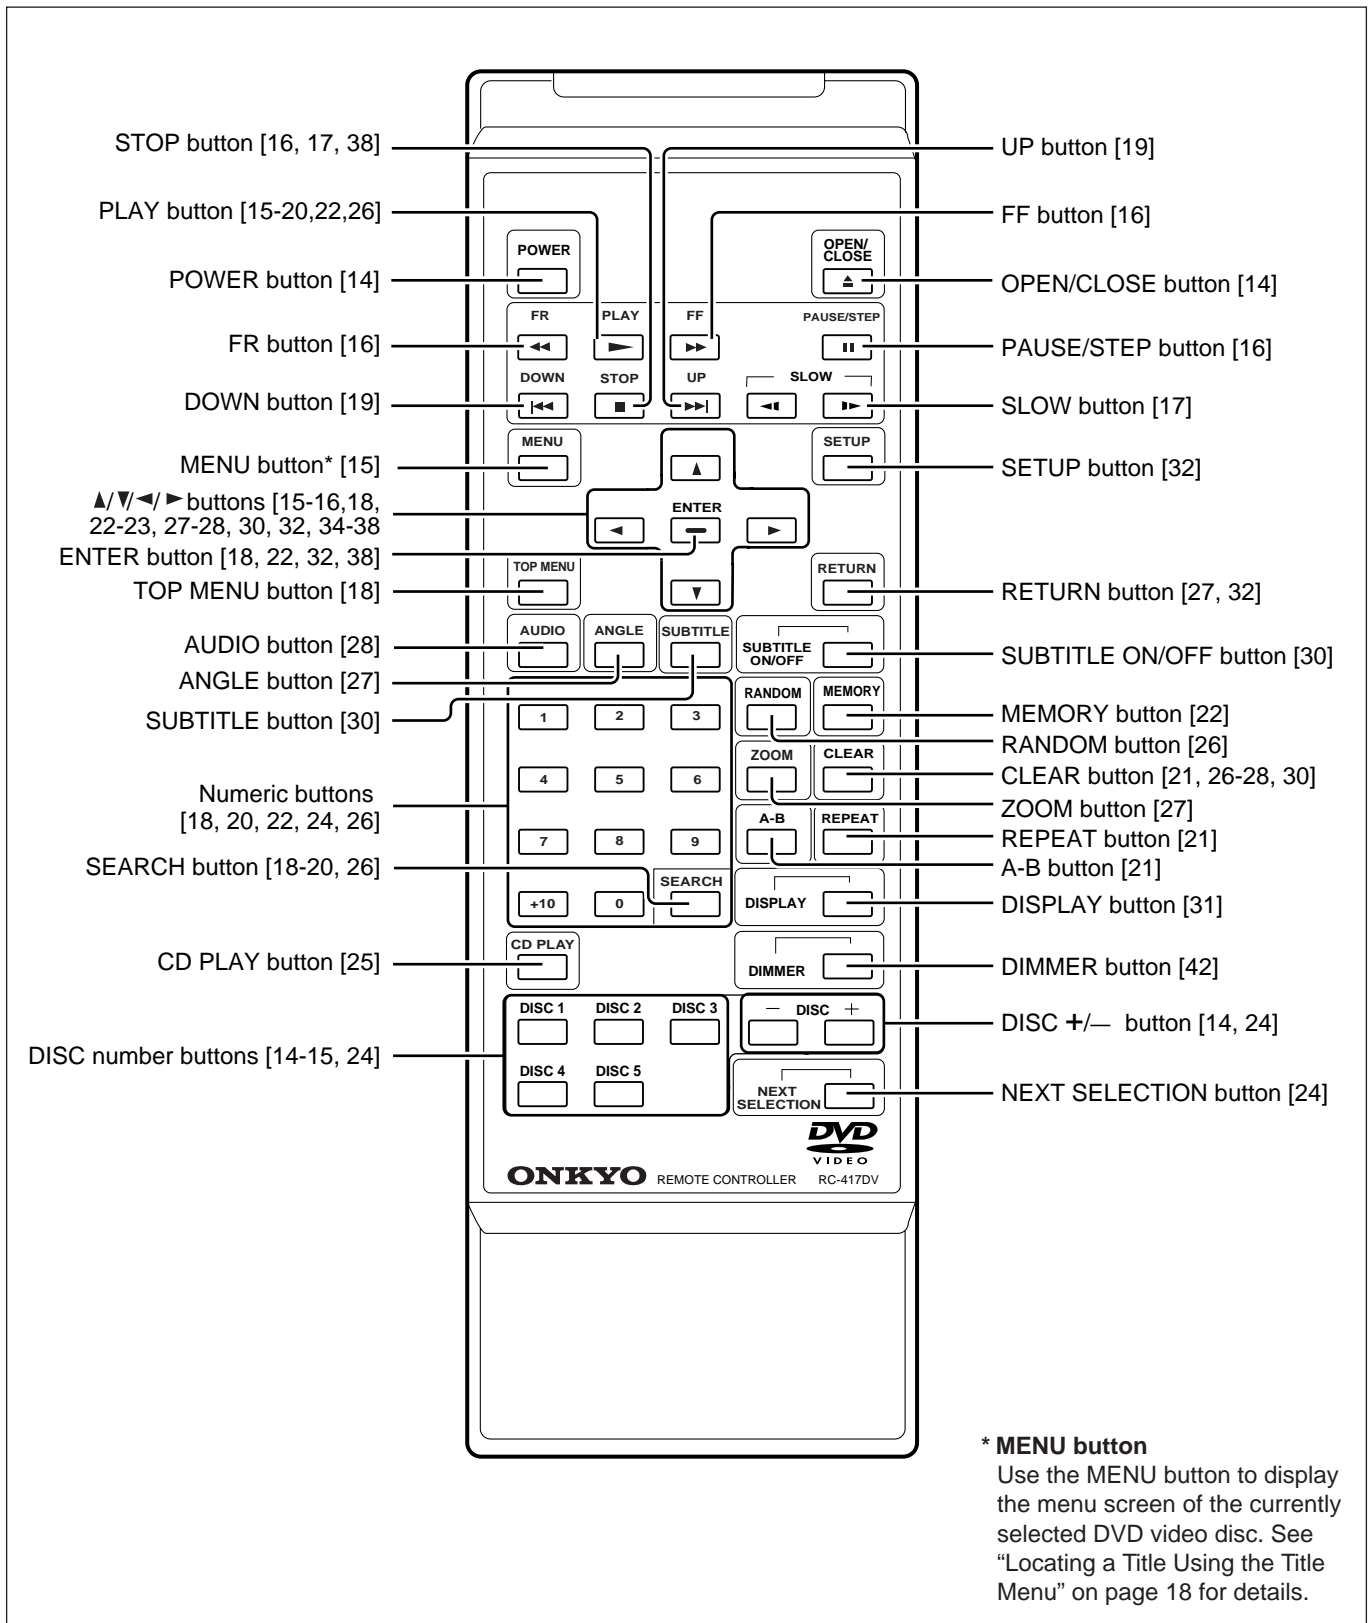 STOP button [16, 17, 38]
PLAY button [15-20,22,26]
POWER button [14]
FR button [16]
DOWN button [19]
MENU button* [15]
▲/▼/◄/► buttons [15-16,18,
22-23, 27-28, 30, 32, 34-38
ENTER button [18, 22, 32, 38]
TOP MENU button [18]
AUDIO button [28]
ANGLE button [27]
SUBTITLE button [30]
Numeric buttons
[18, 20, 22, 24, 26]
SEARCH button [18-20, 26]
CD PLAY button [25]
DISC number buttons [14-15, 24]
POWER
OPEN/
CLOSE
FR PLAY FF PAUSE/STEP
DOWN STOP UP SLOW
MENU SETUP
ENTER
TOP MENU RETURN
AUDIO ANGLE SUBTITLE
SUBTITLE
ON/OFF
RANDOM MEMORY
1 2 3
ZOOM CLEAR
4 5 6
A-B REPEAT
7 8 9
SEARCH
+10 0
DISPLAY
CD PLAY
DIMMER
DISC 1 DISC 2 DISC 3
− DISC +
DISC 4 DISC 5
NEXT
SELECTION
DVD
VIDEO
ONKYO REMOTE CONTROLLER RC-417DV
UP button [19]
FF button [16]
OPEN/CLOSE button [14]
PAUSE/STEP button [16]
SLOW button [17]
SETUP button [32]
RETURN button [27, 32]
SUBTITLE ON/OFF button [30]
MEMORY button [22]
RANDOM button [26]
CLEAR button [21, 26-28, 30]
ZOOM button [27]
REPEAT button [21]
A-B button [21]
DISPLAY button [31]
DIMMER button [42]
DISC +/− button [14, 24]
NEXT SELECTION button [24]
* MENU button
Use the MENU button to display
the menu screen of the currently
selected DVD video disc. See
“Locating a Title Using the Title
Menu” on page 18 for details.